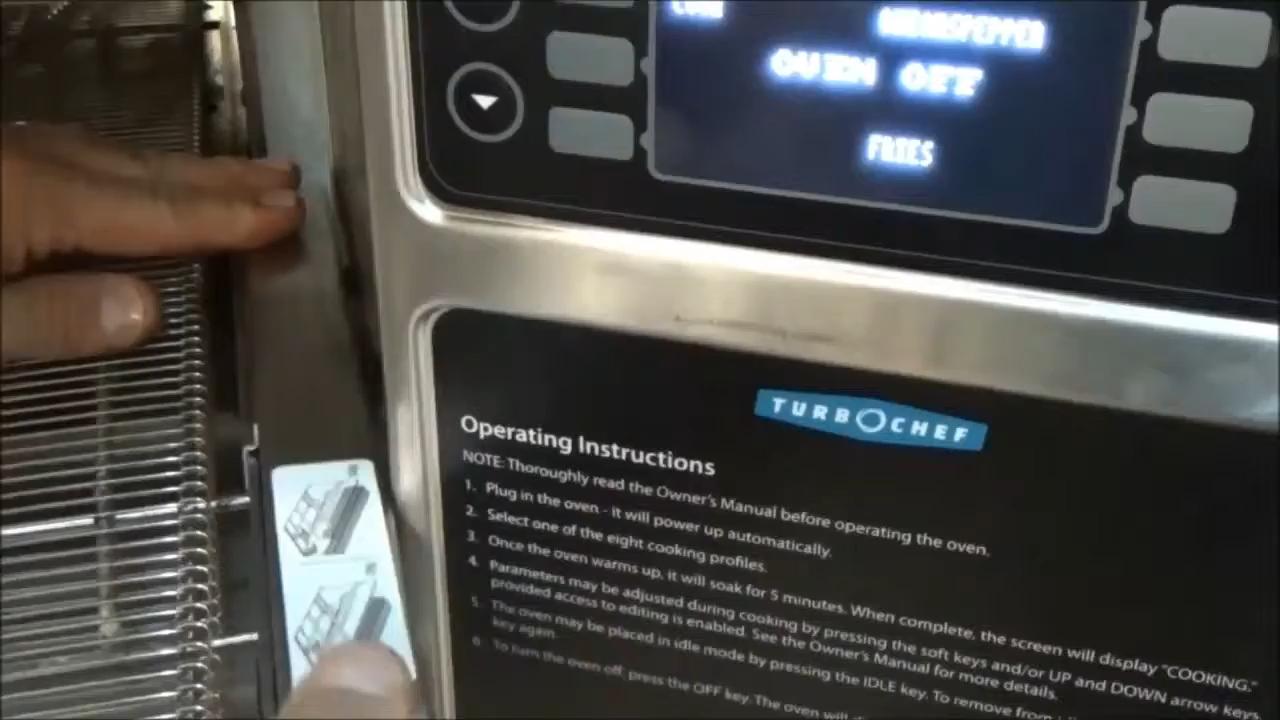 OVEN OFF
FRIES
TURBOCHEF
Operating Instructions
NOTE: Thoroughly read the Owner's Manual before operating the oven.
1. Plug in the oven - it will power up automatically.
2. Select one of the eight cooking profiles.
3. Once the oven warms up, it will soak for 5 minutes. When complete, the screen will display "COOKING."
4. Parameters may be adjusted during cooking by pressing the soft keys and/or UP and DOWN arrow keys
provided access to editing is enabled. See the Owner's Manual for more details.
5. The oven may be placed in idle mode by pressing the IDLE key. To remove from
key again.
6. To turn the oven off, press the OFF key. The oven will